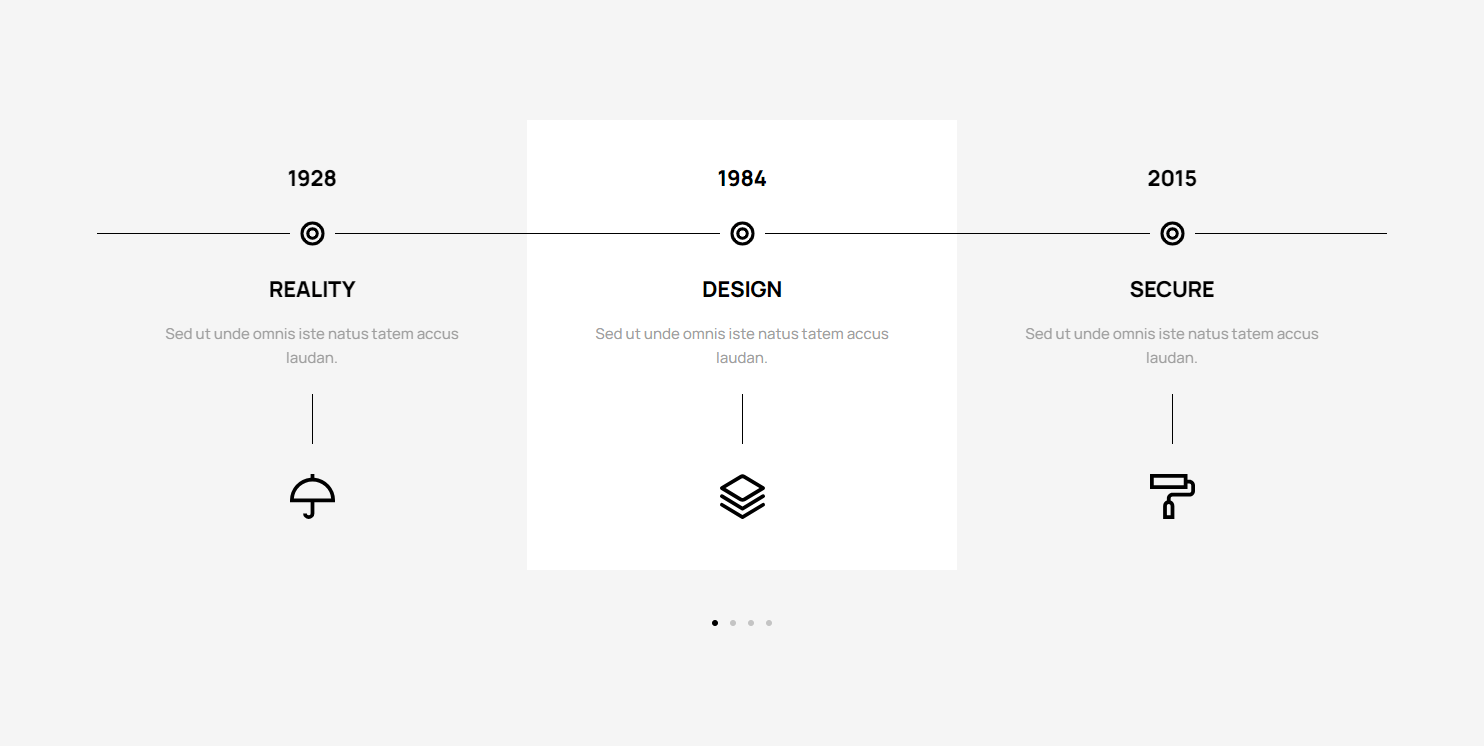 1928
1984
2015
REALITY
DESIGN
SECURE
Sed ut unde omnis iste natus tatem accus
laudan.
Sed ut unde omnis iste natus tatem accus
laudan.
Sed ut unde omnis iste natus tatem accus
laudan.